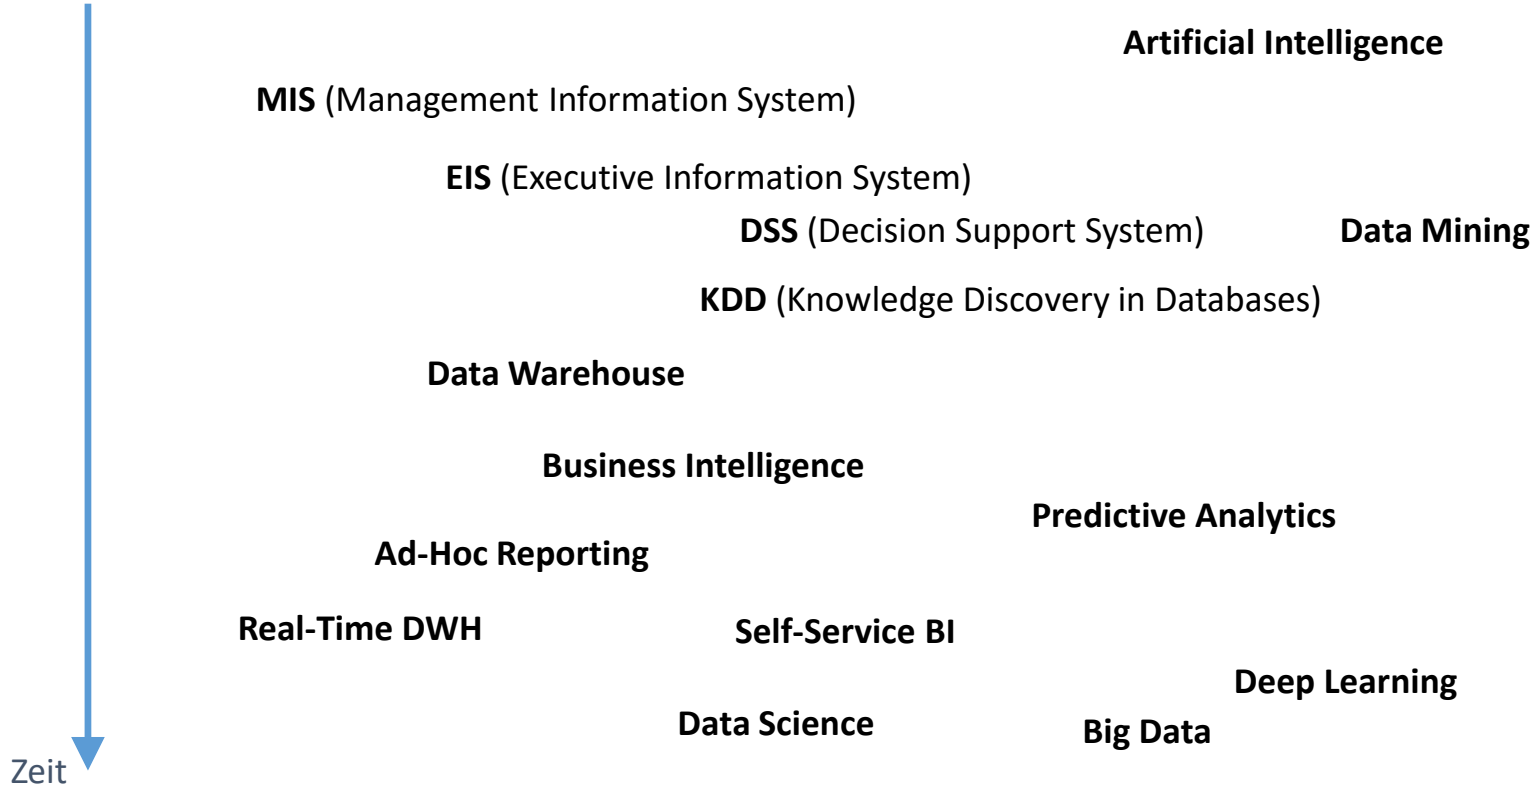 Artificial Intelligence
MIS (Management Information System)
EIS (Executive Information System)
DSS (Decision Support System)
Data Mining
KDD (Knowledge Discovery in Databases)
Data Warehouse
Business Intelligence
Predictive Analytics
Ad-Hoc Reporting
Real-Time DWH
Self-Service BI
Deep Learning
Data Science
Big Data
Zeit